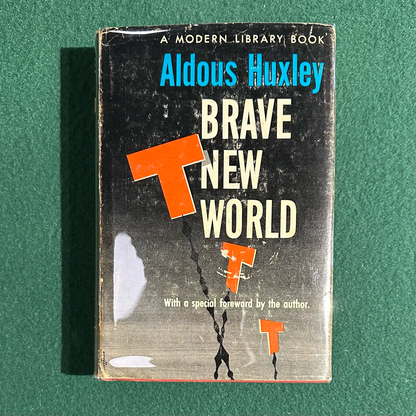 A MODERN LIBRARY BOOK
Aldous Huxley
BRAVE
T NEW
WORLD
T
With a special foreword by the author.
T